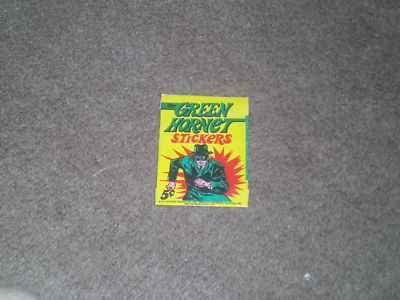 The
GREEN
HORNET
STICKERS
5¢